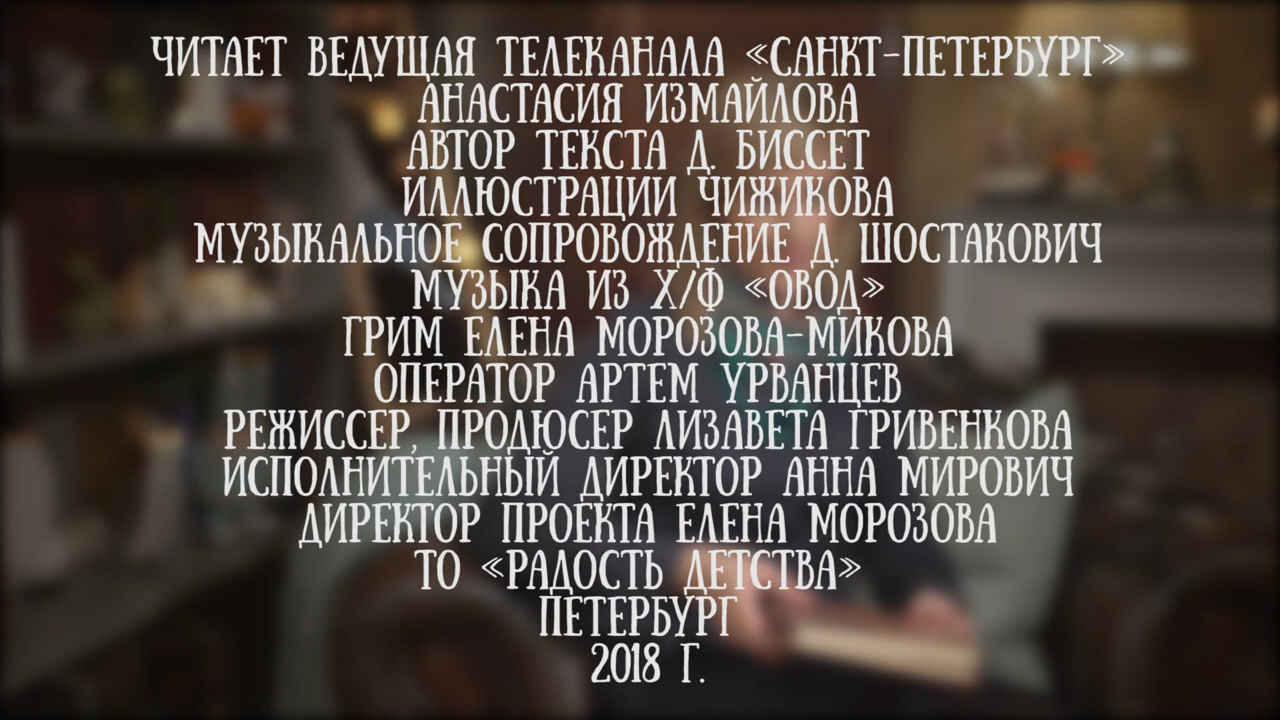 ЧИТАЕТ ВЕДУЩАЯ ТЕЛЕКАНАЛА «САНКТ-ПЕТЕРБУРГ»
АНАСТАСИЯ ИЗМАЙЛОВА
АВТОР ТЕКСТА Д. БИССЕТ
ИЛЛЮСТРАЦИИ ЧИЖИКОВА
МУЗЫКАЛЬНОЕ СОПРОВОЖДЕНИЕ Д. ШОСТАКОВИЧ
МУЗЫКА ИЗ Х/Ф «ОВОД»
ГРИМ ЕЛЕНА МОРОЗОВА-МИКОВА
ОПЕРАТОР АРТЕМ УРВАНЦЕВ
РЕЖИССЕР, ПРОДЮСЕР ЛИЗАВЕТА ГРИВЕНКОВА
ИСПОЛНИТЕЛЬНЫЙ ДИРЕКТОР АННА МИРОВИЧ
ДИРЕКТОР ПРОЕКТА ЕЛЕНА МОРОЗОВА
ТО «РАДОСТЬ ДЕТСТВА»
ПЕТЕРБУРГ
2018 Г.